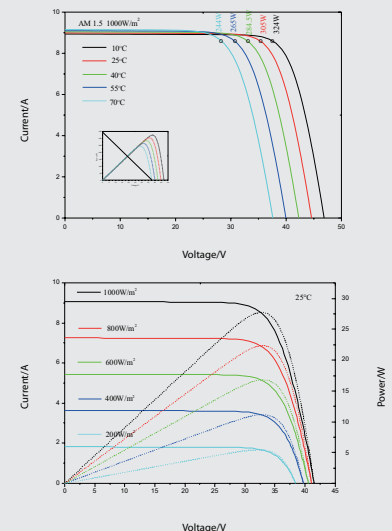 10
AM 1.5 1000W/m²
244W
265W
284.5W
305W
324W
10°C
25°C
40°C
55°C
70°C
8
6
4
2
0
Current/A
0 10 20 30 40 50
Voltage/V
10
1000W/m²
25°C
800W/m²
600W/m²
400W/m²
200W/m²
8
6
4
2
0
Current/A
30
25
20
15
10
5
Power/W
0 5 10 15 20 25 30 35 40 45
Voltage/V